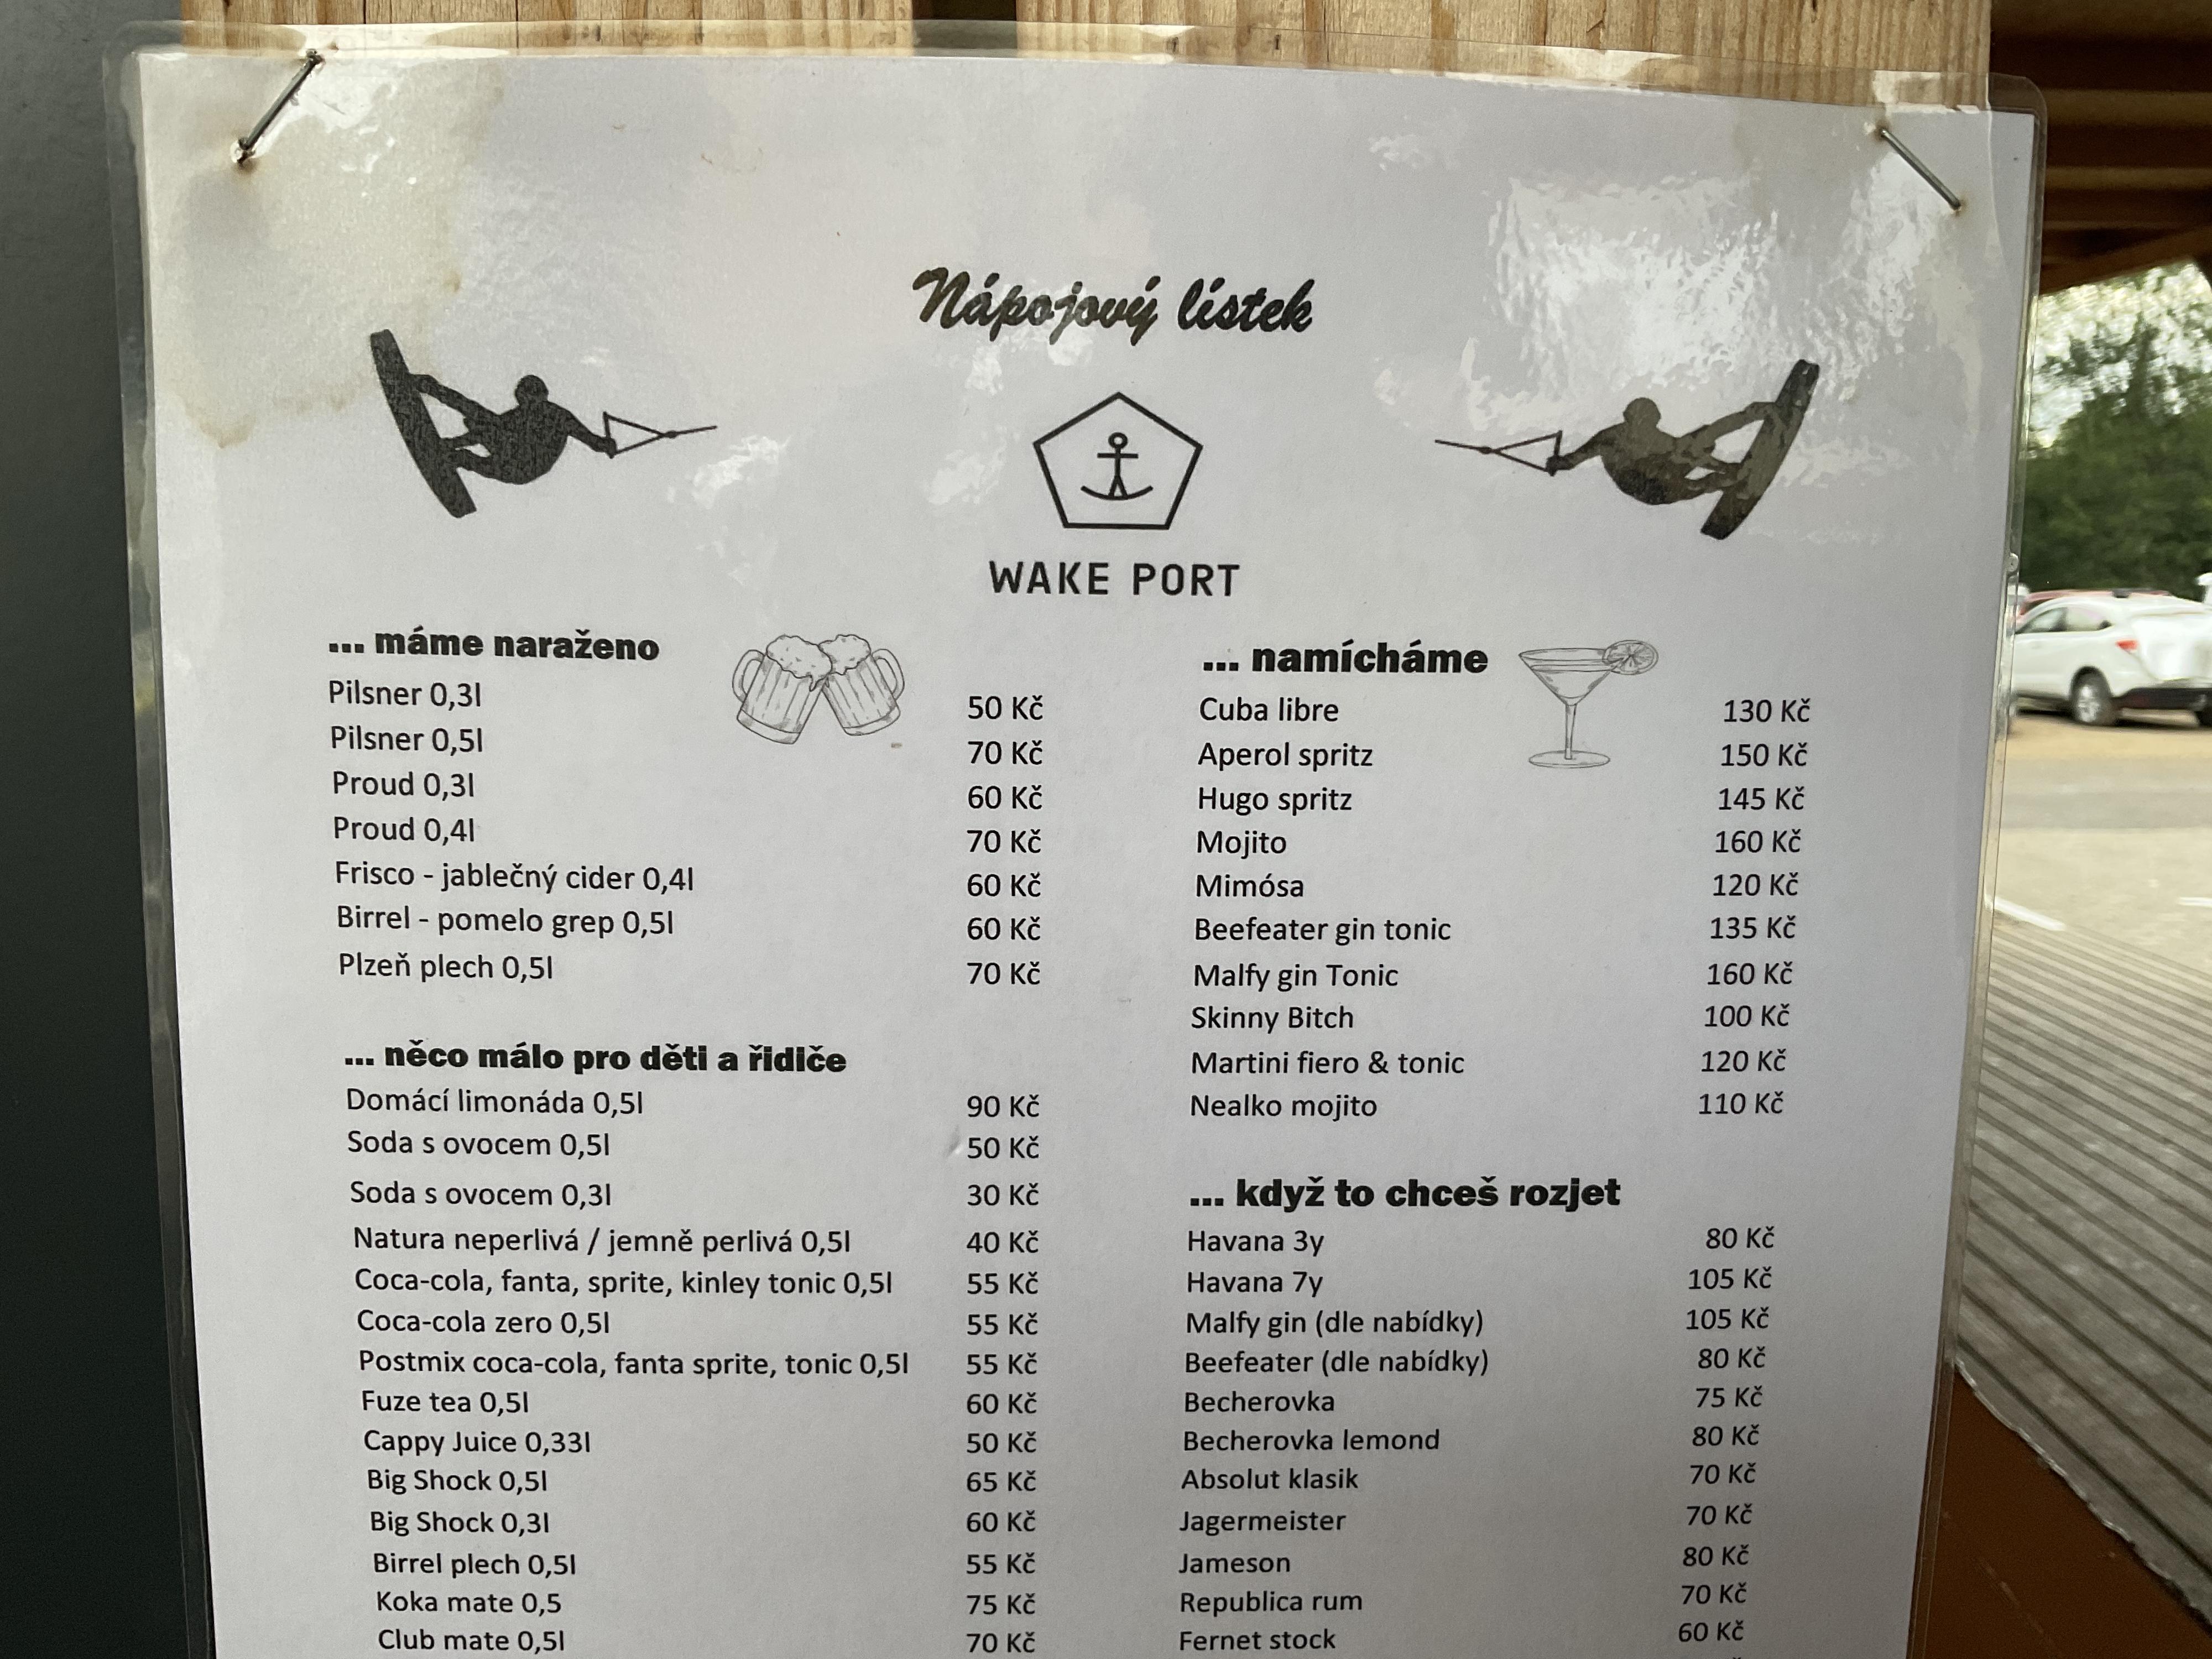 Nápojový lístek
WAKE PORT
... máme naraženo
Pilsner 0,3l 50 Kč
Pilsner 0,5l 70 Kč
Proud 0,3l 60 Kč
Proud 0,4l 70 Kč
Frisco - jablečný cider 0,4l 60 Kč
Birrel - pomelo grep 0,5l 60 Kč
Plzeň plech 0,5l 70 Kč
... něco málo pro děti a řidiče
Domácí limonáda 0,5l 90 Kč
Soda s ovocem 0,5l 50 Kč
Soda s ovocem 0,3l 30 Kč
Natura neperlivá / jemně perlivá 0,5l 40 Kč
Coca-cola, fanta, sprite, kinley tonic 0,5l 55 Kč
Coca-cola zero 0,5l 55 Kč
Postmix coca-cola, fanta sprite, tonic 0,5l 55 Kč
Fuze tea 0,5l 60 Kč
Cappy Juice 0,33l 50 Kč
Big Shock 0,5l 65 Kč
Big Shock 0,3l 60 Kč
Birrel plech 0,5l 55 Kč
Koka mate 0,5 75 Kč
Club mate 0,5l 70 Kč
... namícháme
Cuba libre 130 Kč
Aperol spritz 150 Kč
Hugo spritz 145 Kč
Mojito 160 Kč
Mimósa 120 Kč
Beefeater gin tonic 135 Kč
Malfy gin Tonic 160 Kč
Skinny Bitch 100 Kč
Martini fiero & tonic 120 Kč
Nealko mojito 110 Kč
... když to chceš rozjet
Havana 3y 80 Kč
Havana 7y 105 Kč
Malfy gin (dle nabídky) 105 Kč
Beefeater (dle nabídky) 80 Kč
Becherovka 75 Kč
Becherovka lemond 80 Kč
Absolut klasik 70 Kč
Jagermeister 70 Kč
Jameson 80 Kč
Republica rum 70 Kč
Fernet stock 60 Kč